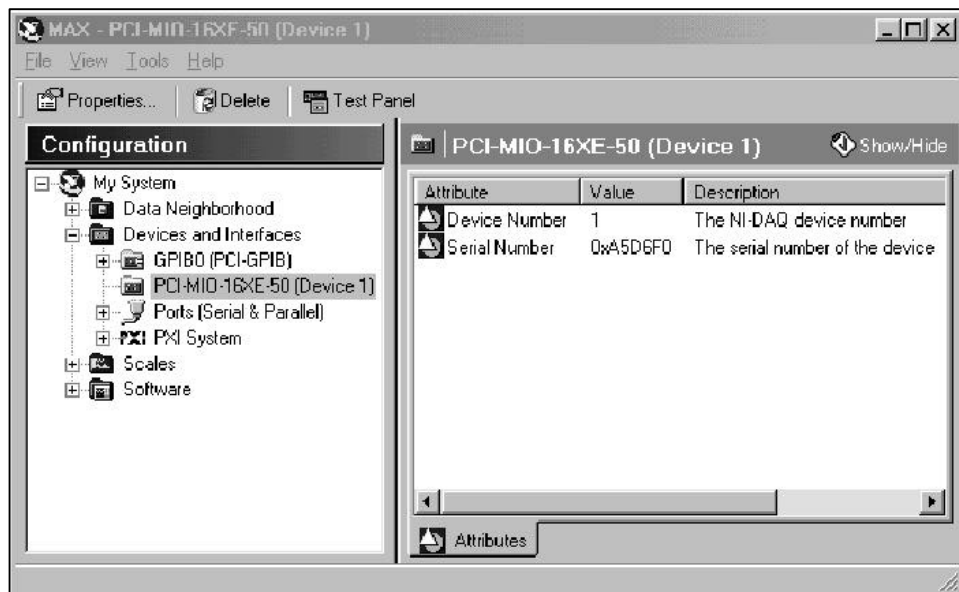 MAX - PCI-MIO-16XE-50 (Device 1)
File View Tools Help
Properties... Delete Test Panel
Configuration
My System
Data Neighborhood
Devices and Interfaces
GPIB0 (PCI-GPIB)
PCI-MIO-16XE-50 (Device 1)
Ports (Serial & Parallel)
PXI PXI System
Scales
Software
PCI-MIO-16XE-50 (Device 1) Show/Hide
Attribute Value Description
Device Number 1 The NI-DAQ device number
Serial Number 0xA5D6F0 The serial number of the device
Attributes